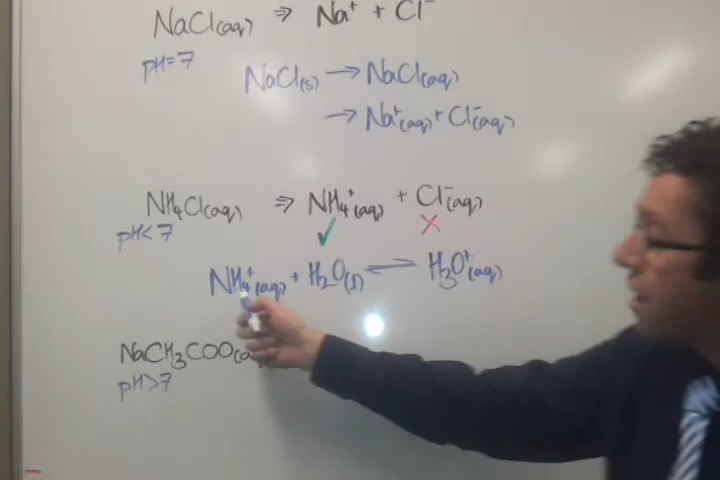 NaCl(aq) ⇒ Na⁺ + Cl⁻
pH=7
NaCl(s) → NaCl(aq)
→ Na⁺(aq) + Cl⁻(aq)
NH₄Cl(aq) ⇒ NH₄⁺(aq) + Cl⁻(aq)
pH<7 ✓ ✗
NH₄⁺(aq) + H₂O(l) ⇌ H₃O⁺(aq)
NaCH₃COO(a
pH>7